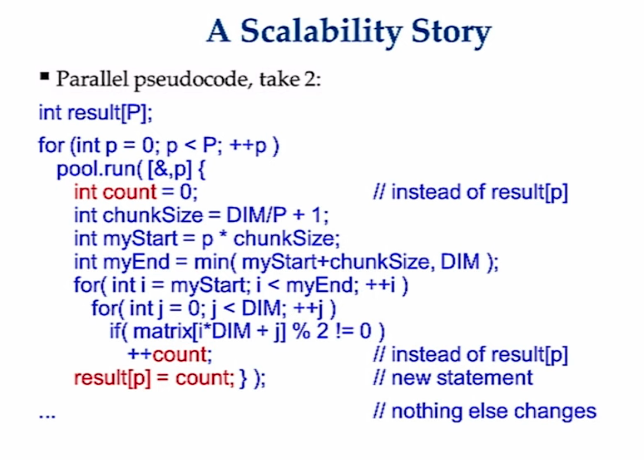 A Scalability Story
▪ Parallel pseudocode, take 2:
int result[P];
for (int p = 0; p < P; ++p )
pool.run( [&,p] {
int count = 0; // instead of result[p]
int chunkSize = DIM/P + 1;
int myStart = p * chunkSize;
int myEnd = min( myStart+chunkSize, DIM );
for( int i = myStart; i < myEnd; ++i )
for( int j = 0; j < DIM; ++j )
if( matrix[i*DIM + j] % 2 != 0 )
++count; // instead of result[p]
result[p] = count; } ); // new statement
... // nothing else changes